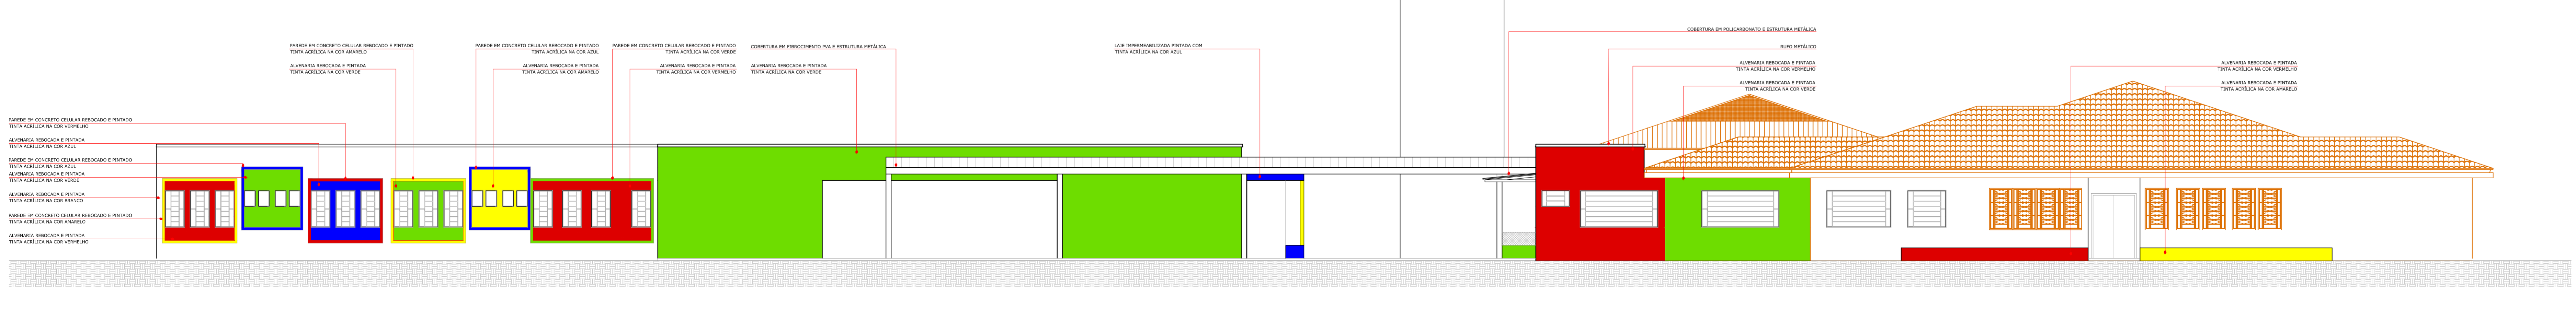 PAREDE EM CONCRETO CELULAR REBOCADO E PINTADO
TINTA ACRÍLICA NA COR AMARELO
ALVENARIA REBOCADA E PINTADA
TINTA ACRÍLICA NA COR VERDE
PAREDE EM CONCRETO CELULAR REBOCADO E PINTADO
TINTA ACRÍLICA NA COR AZUL
ALVENARIA REBOCADA E PINTADA
TINTA ACRÍLICA NA COR AMARELO
PAREDE EM CONCRETO CELULAR REBOCADO E PINTADO
TINTA ACRÍLICA NA COR VERDE
ALVENARIA REBOCADA E PINTADA
TINTA ACRÍLICA NA COR VERMELHO
COBERTURA EM FIBROCIMENTO PVA E ESTRUTURA METÁLICA
ALVENARIA REBOCADA E PINTADA
TINTA ACRÍLICA NA COR VERDE
LAJE IMPERMEABILIZADA PINTADA COM
TINTA ACRÍLICA NA COR AZUL
COBERTURA EM POLICARBONATO E ESTRUTURA METÁLICA
RUFO METÁLICO
ALVENARIA REBOCADA E PINTADA
TINTA ACRÍLICA NA COR VERMELHO
ALVENARIA REBOCADA E PINTADA
TINTA ACRÍLICA NA COR VERDE
ALVENARIA REBOCADA E PINTADA
TINTA ACRÍLICA NA COR VERMELHO
ALVENARIA REBOCADA E PINTADA
TINTA ACRÍLICA NA COR AMARELO
PAREDE EM CONCRETO CELULAR REBOCADO E PINTADO
TINTA ACRÍLICA NA COR VERMELHO
ALVENARIA REBOCADA E PINTADA
TINTA ACRÍLICA NA COR AZUL
PAREDE EM CONCRETO CELULAR REBOCADO E PINTADO
TINTA ACRÍLICA NA COR AZUL
ALVENARIA REBOCADA E PINTADA
TINTA ACRÍLICA NA COR VERDE
ALVENARIA REBOCADA E PINTADA
TINTA ACRÍLICA NA COR BRANCO
PAREDE EM CONCRETO CELULAR REBOCADO E PINTADO
TINTA ACRÍLICA NA COR AMARELO
ALVENARIA REBOCADA E PINTADA
TINTA ACRÍLICA NA COR VERMELHO